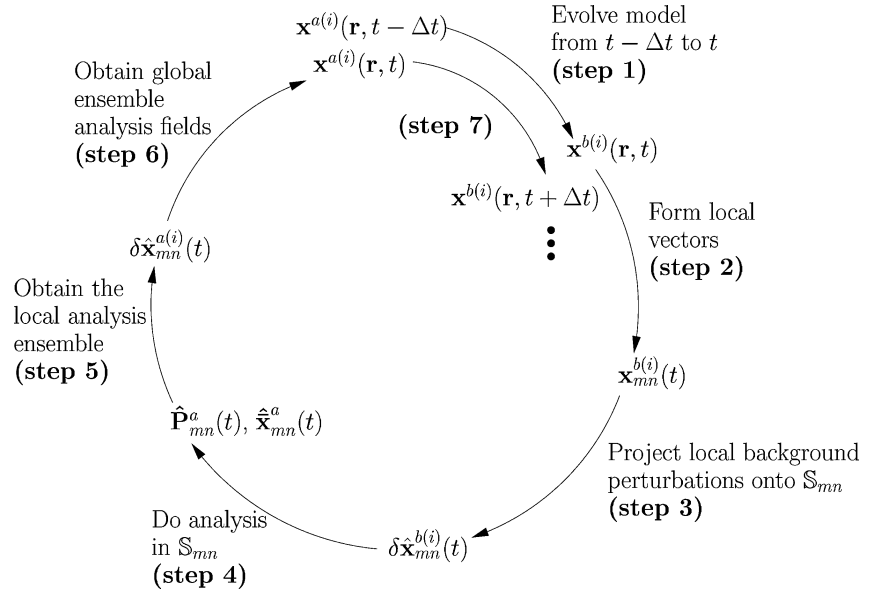 𝐱^{a(i)}(𝐫, t − Δt)
Evolve model
from t − Δt to t
(step 1)
𝐱^{a(i)}(𝐫, t)
(step 7)
𝐱^{b(i)}(𝐫, t)
𝐱^{b(i)}(𝐫, t + Δt)
Form local
vectors
(step 2)
𝐱_{mn}^{b(i)}(t)
Project local background
perturbations onto 𝕊_{mn}
(step 3)
δ𝐱̂_{mn}^{b(i)}(t)
Do analysis
in 𝕊_{mn}
(step 4)
𝐏̂_{mn}^{a}(t), 𝐱̄̂_{mn}^{a}(t)
Obtain the
local analysis
ensemble
(step 5)
δ𝐱̂_{mn}^{a(i)}(t)
Obtain global
ensemble
analysis fields
(step 6)